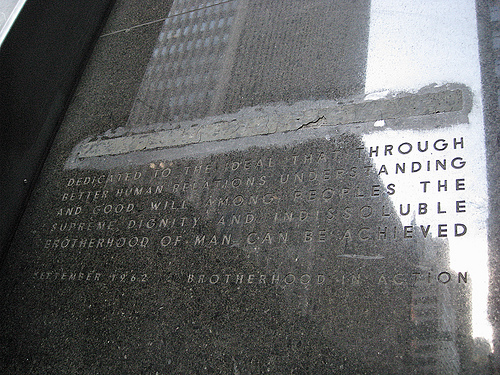 DEDICATED TO THE IDEAL THAT THROUGH
BETTER HUMAN RELATIONS UNDERSTANDING
AND GOOD WILL AMONG PEOPLES THE
SUPREME DIGNITY AND INDISSOLUBLE
BROTHERHOOD OF MAN CAN BE ACHIEVED
SEPTEMBER 1962 BROTHERHOOD IN ACTION